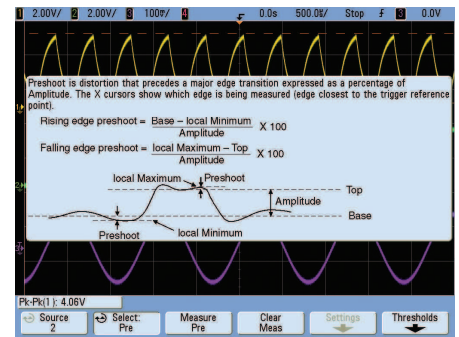 1 2.00V/ 2 2.00V/ 3 100▽/ 4 0.0s 500.0▽/ Stop 3 0.0V
Preshoot is distortion that precedes a major edge transition expressed as a percentage of
Amplitude. The X cursors show which edge is being measured (edge closest to the trigger reference
point).
Rising edge preshoot = Base – local Minimum
Amplitude X 100
Falling edge preshoot = local Maximum – Top
Amplitude X 100
local Maximum Preshoot
Top
Amplitude
Base
Preshoot local Minimum
Pk-Pk(1): 4.06V
Source Select: Measure Clear Settings Thresholds
2 Pre Pre Meas